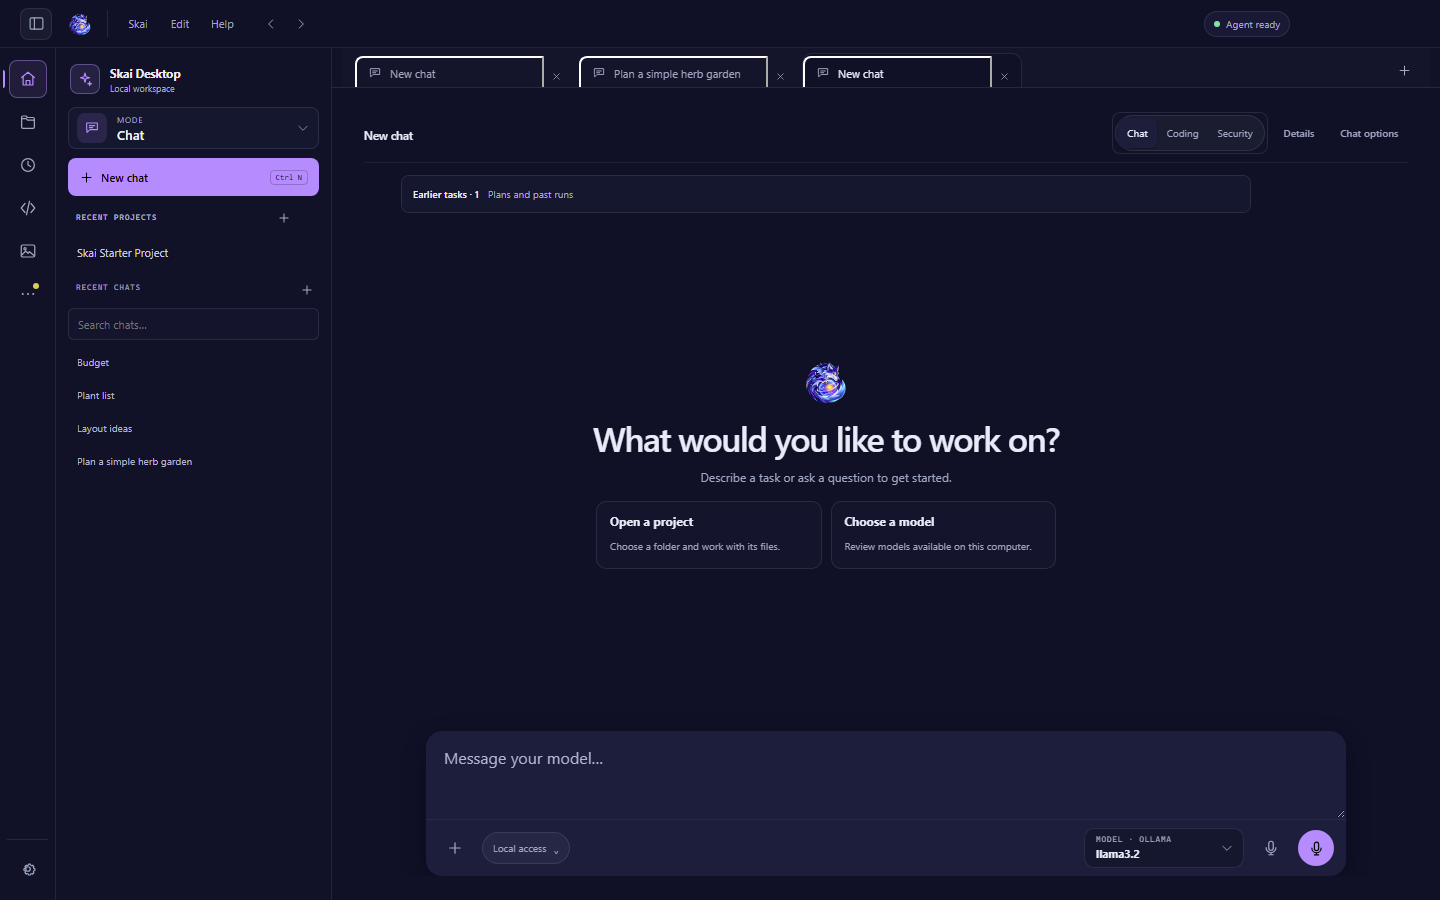 Skai Edit Help
Agent ready
Skai Desktop
Local workspace
MODE
Chat
New chat Ctrl N
RECENT PROJECTS
Skai Starter Project
RECENT CHATS
Search chats...
Budget
Plant list
Layout ideas
Plan a simple herb garden
New chat
Plan a simple herb garden
New chat
New chat
Chat Coding Security Details Chat options
Earlier tasks · 1 Plans and past runs
What would you like to work on?
Describe a task or ask a question to get started.
Open a project
Choose a folder and work with its files.
Choose a model
Review models available on this computer.
Message your model...
Local access
MODEL · OLLAMA
llama3.2